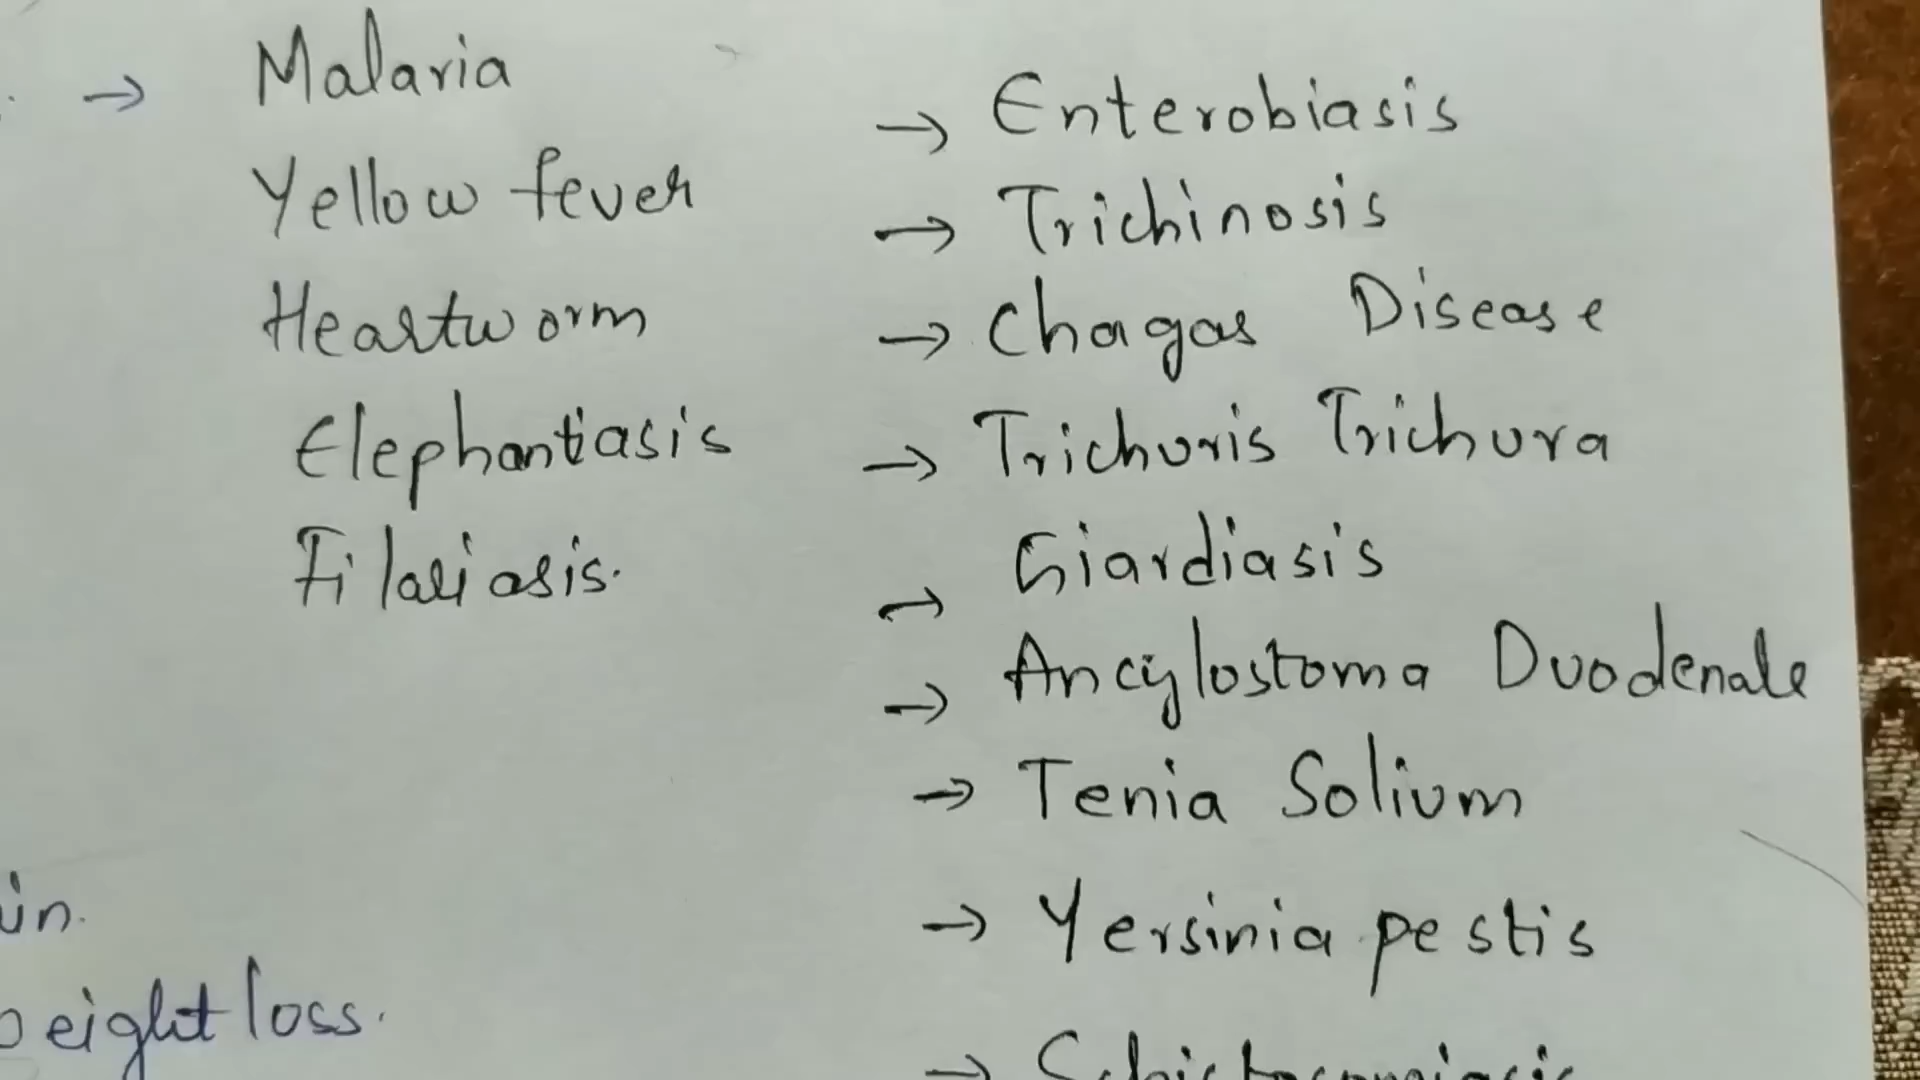 → Malaria
Yellow fever
Heartworm
Elephantiasis
Filariasis.
in.
eight loss.
→ Enterobiasis
→ Trichinosis
→ Chagas Disease
→ Trichuris Trichura
→ Giardiasis
→ Ancylostoma Duodenale
→ Tenia Solium
→ Yersinia pestis
→